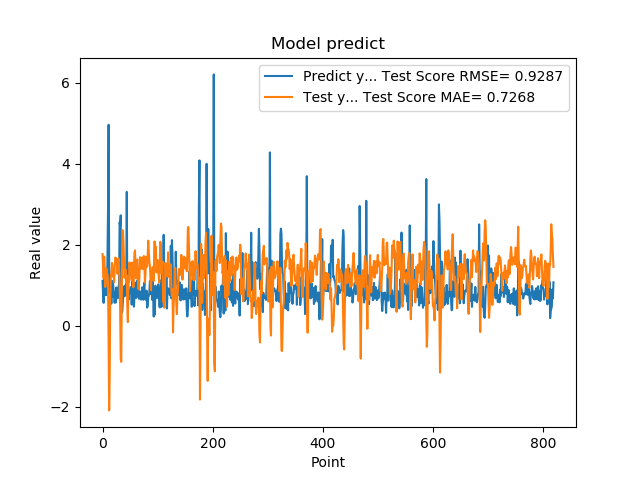 Model predict
Predict y... Test Score RMSE= 0.9287
Test y... Test Score MAE= 0.7268
Real value
6
4
2
0
−2
0 200 400 600 800
Point